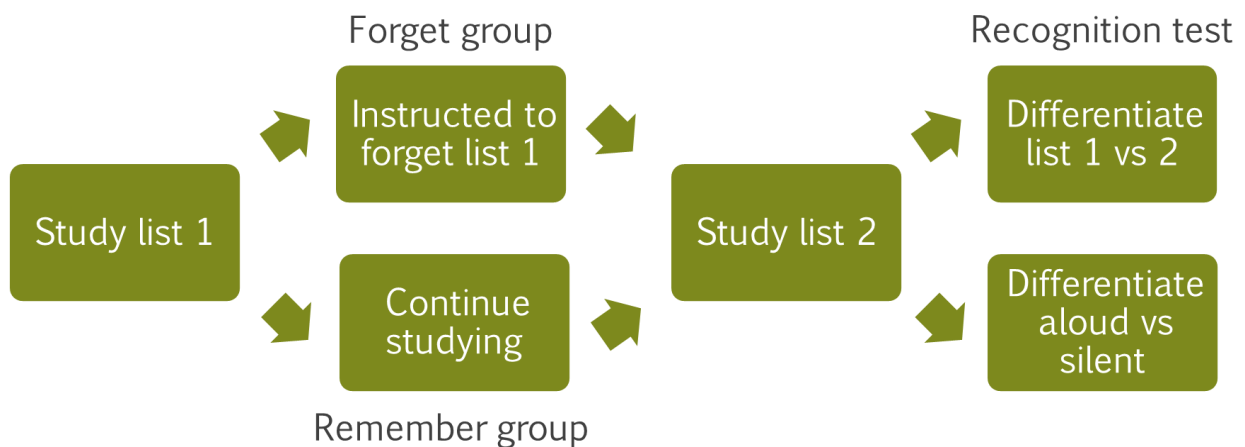 Study list 1
Forget group
Instructed to
forget list 1
Continue
studying
Remember group
Study list 2
Recognition test
Differentiate
list 1 vs 2
Differentiate
aloud vs
silent